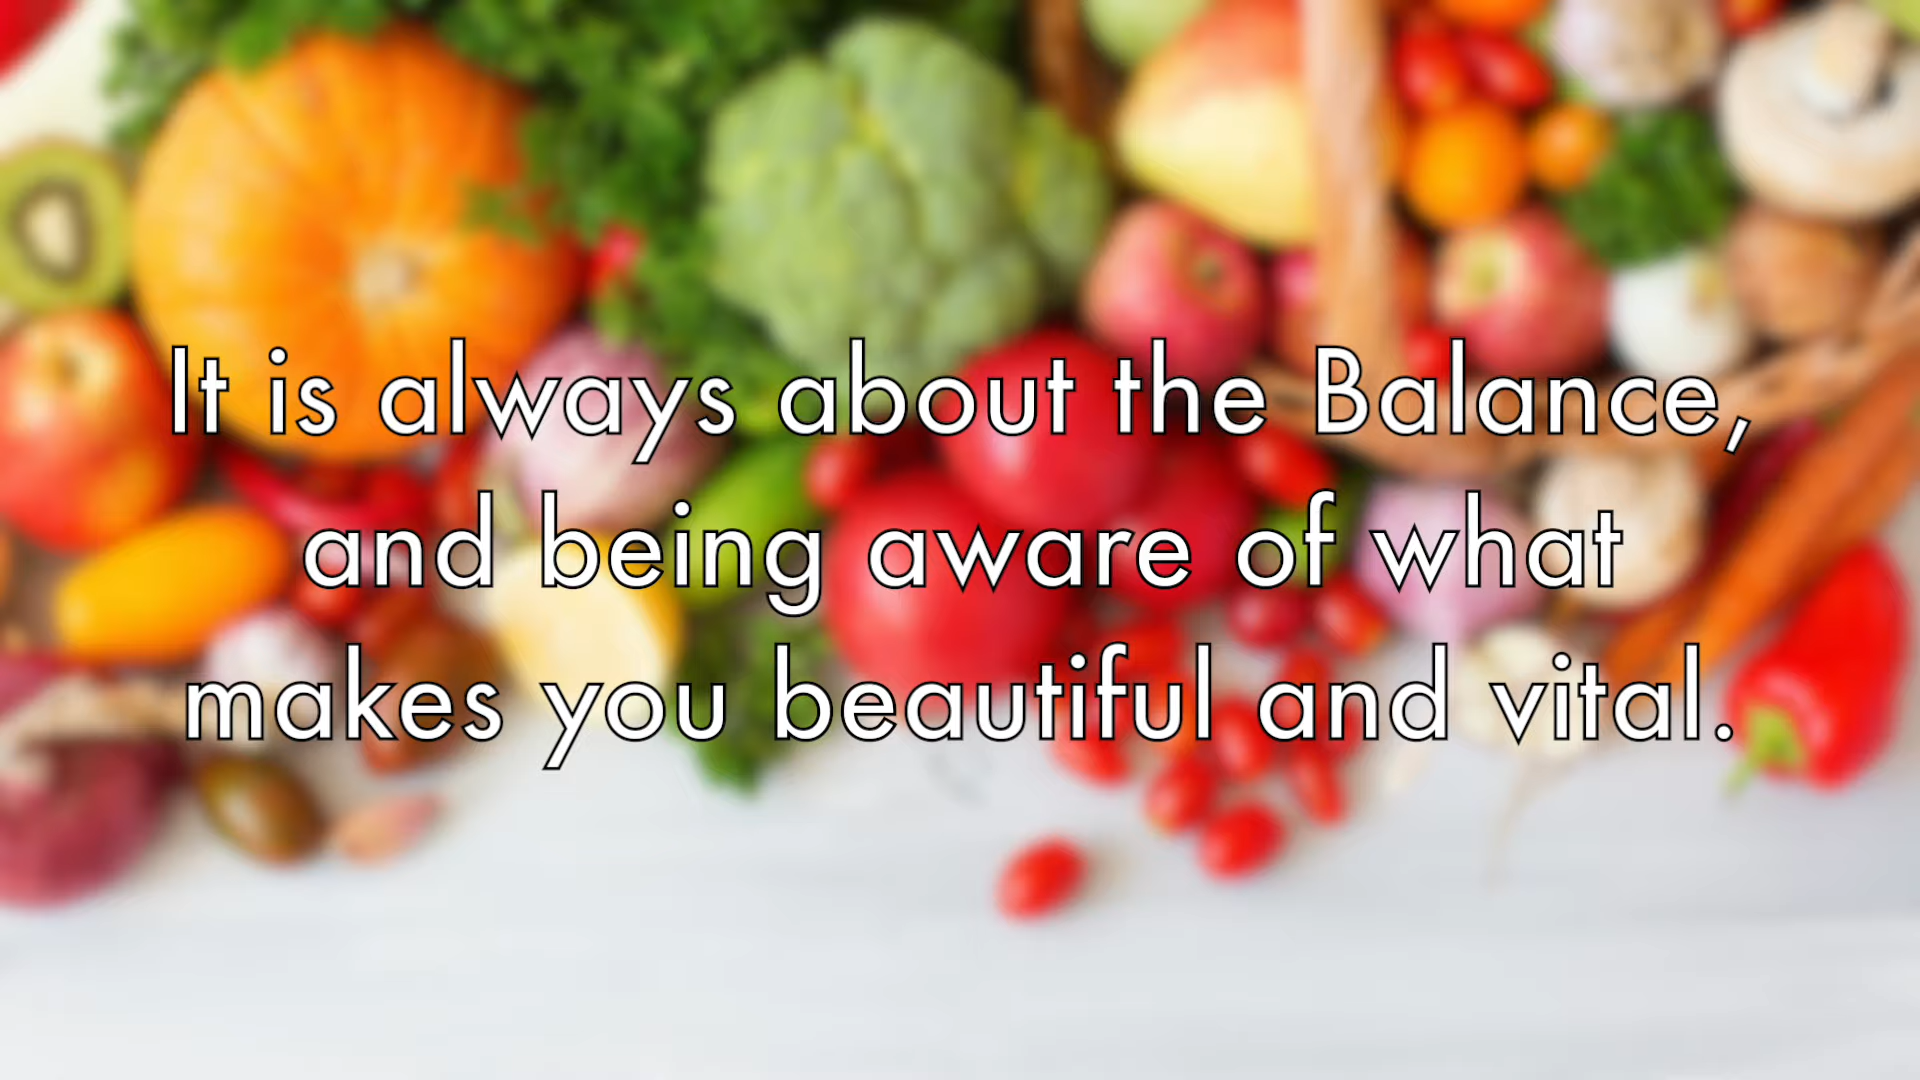 It is always about the Balance,
and being aware of what
makes you beautiful and vital.